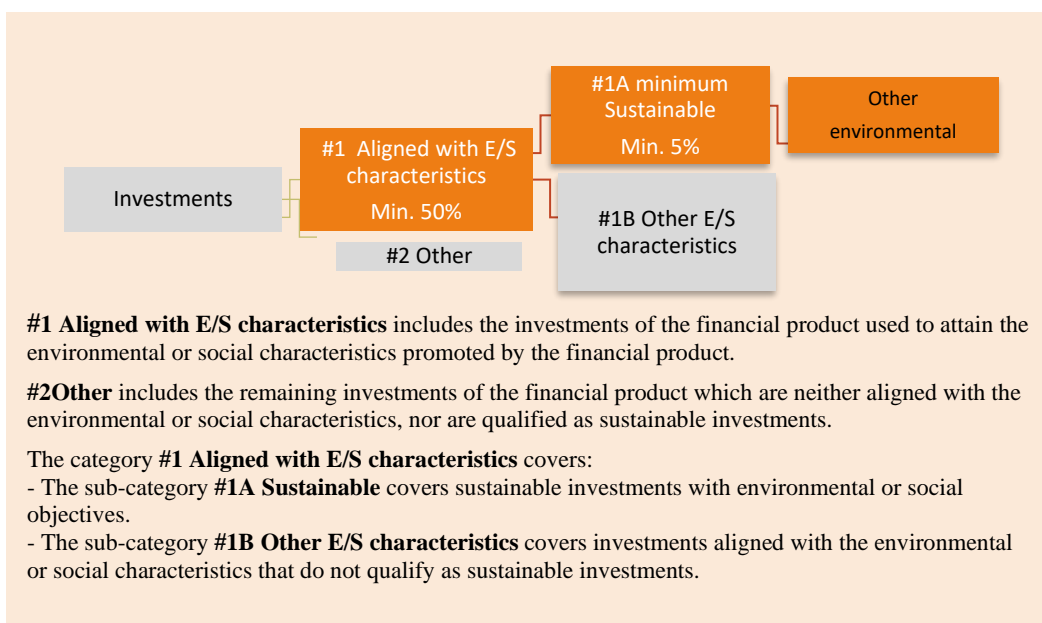 #1A minimum
Sustainable
Min. 5%
Other
environmental
#1 Aligned with E/S
characteristics
Min. 50%
Investments
#1B Other E/S
characteristics
#2 Other
#1 Aligned with E/S characteristics includes the investments of the financial product used to attain the
environmental or social characteristics promoted by the financial product.
#2Other includes the remaining investments of the financial product which are neither aligned with the
environmental or social characteristics, nor are qualified as sustainable investments.
The category #1 Aligned with E/S characteristics covers:
- The sub-category #1A Sustainable covers sustainable investments with environmental or social
objectives.
- The sub-category #1B Other E/S characteristics covers investments aligned with the environmental
or social characteristics that do not qualify as sustainable investments.